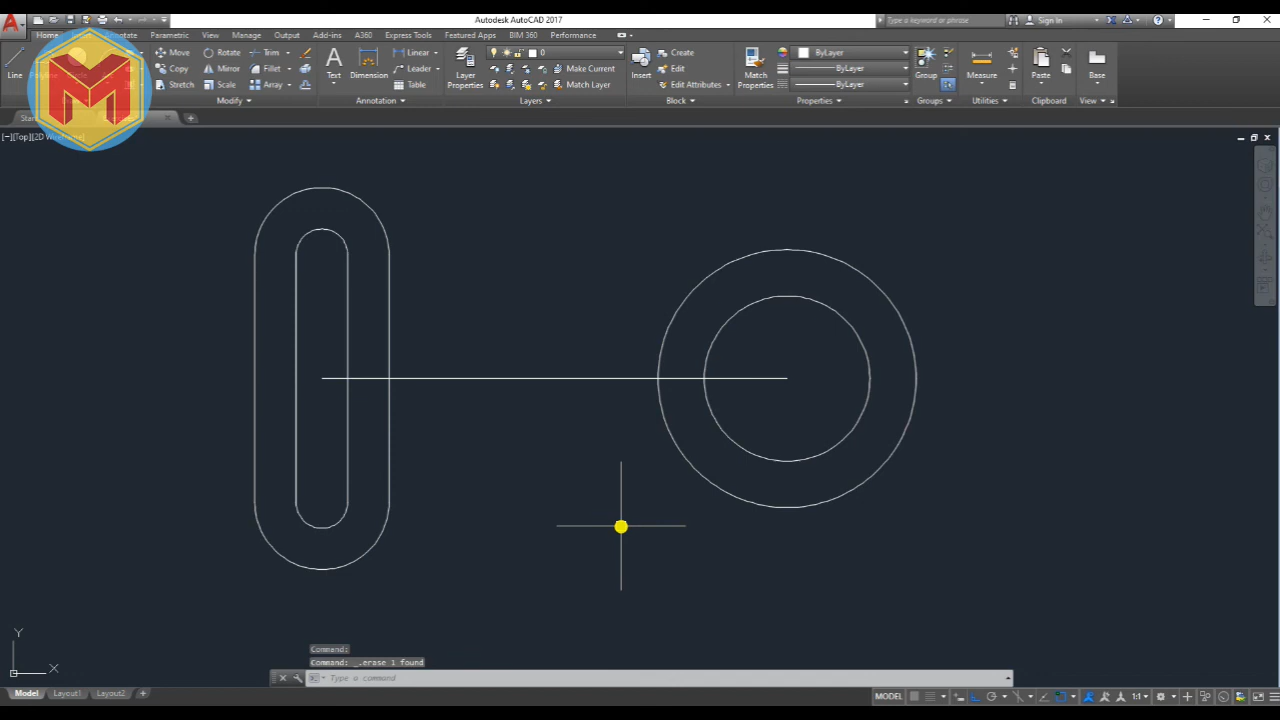 Autodesk AutoCAD 2017
Type a keyword or phrase
Sign In
Home
Annotate
Parametric
View
Manage
Output
Add-ins
A360
Express Tools
Featured Apps
BIM 360
Performance
Line
Move
Rotate
Trim
Copy
Mirror
Fillet
Stretch
Scale
Array
Modify
Text
Dimension
Linear
Leader
Table
Annotation
Layer
Properties
0
Make Current
Match Layer
Layers
Insert
Create
Edit
Edit Attributes
Block
Match
Properties
ByLayer
ByLayer
ByLayer
Properties
Group
Groups
Measure
Utilities
Paste
Clipboard
Base
View
[−][Top][2D Wireframe]
Y
X
Command:
Command: _.erase 1 found
Type a command
Model
Layout1
Layout2
MODEL
1:1